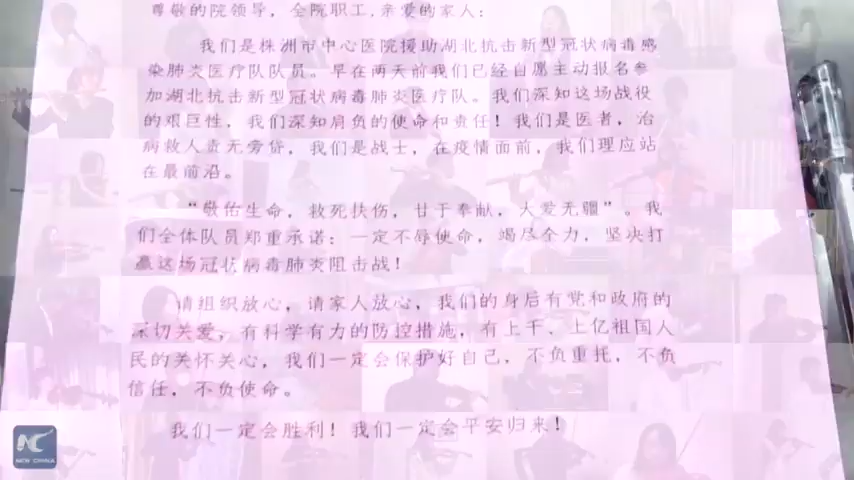 尊敬的院领导，全院职工，亲爱的家人：
我们是株洲市中心医院援助湖北抗击新型冠状病毒感
染肺炎医疗队队员。早在两天前我们已经自愿主动报名参
加湖北抗击新型冠状病毒肺炎医疗队。我们深知这场战役
的艰巨性，我们深知肩负的使命和责任！我们是医者，治
病救人责无旁贷，我们是战士，在疫情面前，我们理应站
在最前沿。
“敬佑生命，救死扶伤，甘于奉献，大爱无疆”。我
们全体队员郑重承诺：一定不辱使命，竭尽全力，坚决打
赢这场冠状病毒肺炎阻击战！
请组织放心，请家人放心，我们的身后有党和政府的
深切关爱，有科学有力的防控措施，有上千、上亿祖国人
民的关怀关心，我们一定会保护好自己，不负重托，不负
信任，不负使命。
我们一定会胜利！我们一定会平安归来！
NEW CHINA